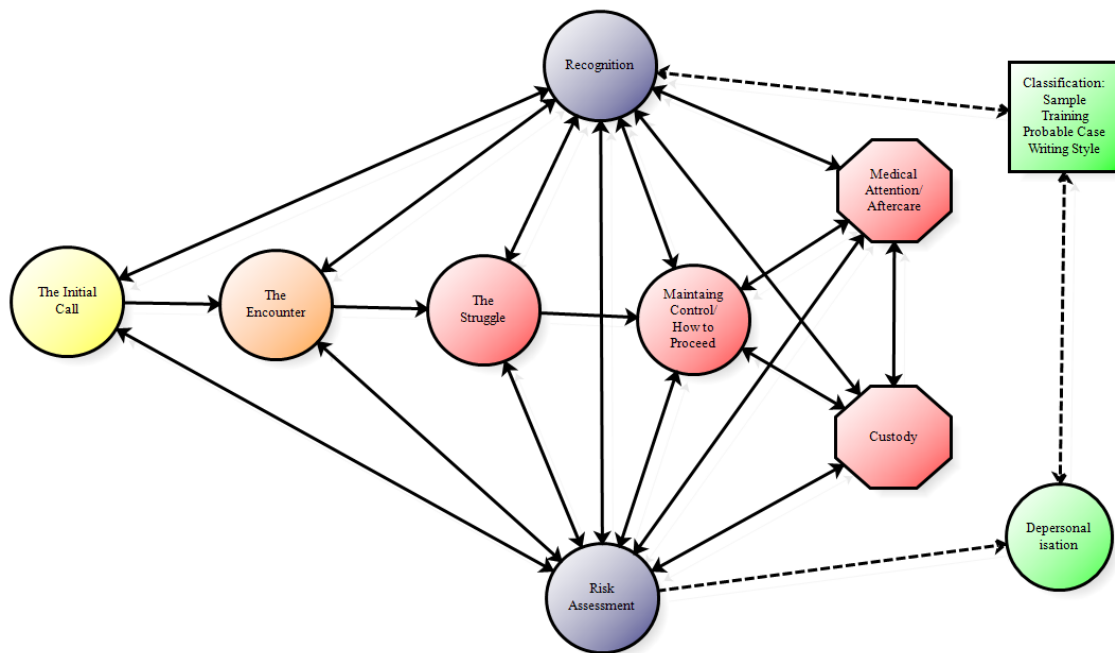 Recognition
Classification:
Sample
Training
Probable Case
Writing Style
Medical
Attention/
Aftercare
The Initial
Call
The
Encounter
The
Struggle
Maintaing
Control/
How to
Proceed
Custody
Risk
Assessment
Depersonal
isation